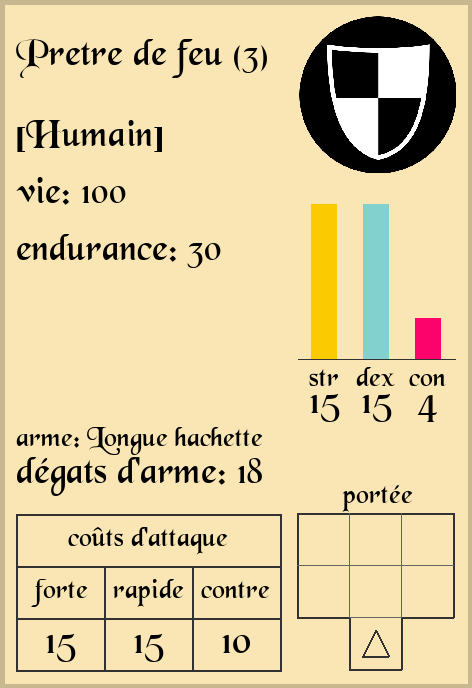 Pretre de feu (3)
[Humain]
vie: 100
endurance: 30
str dex con
15 15 4
arme: Longue hachette
dégats d'arme: 18
portée
coûts d'attaque
forte rapide contre
15 15 10